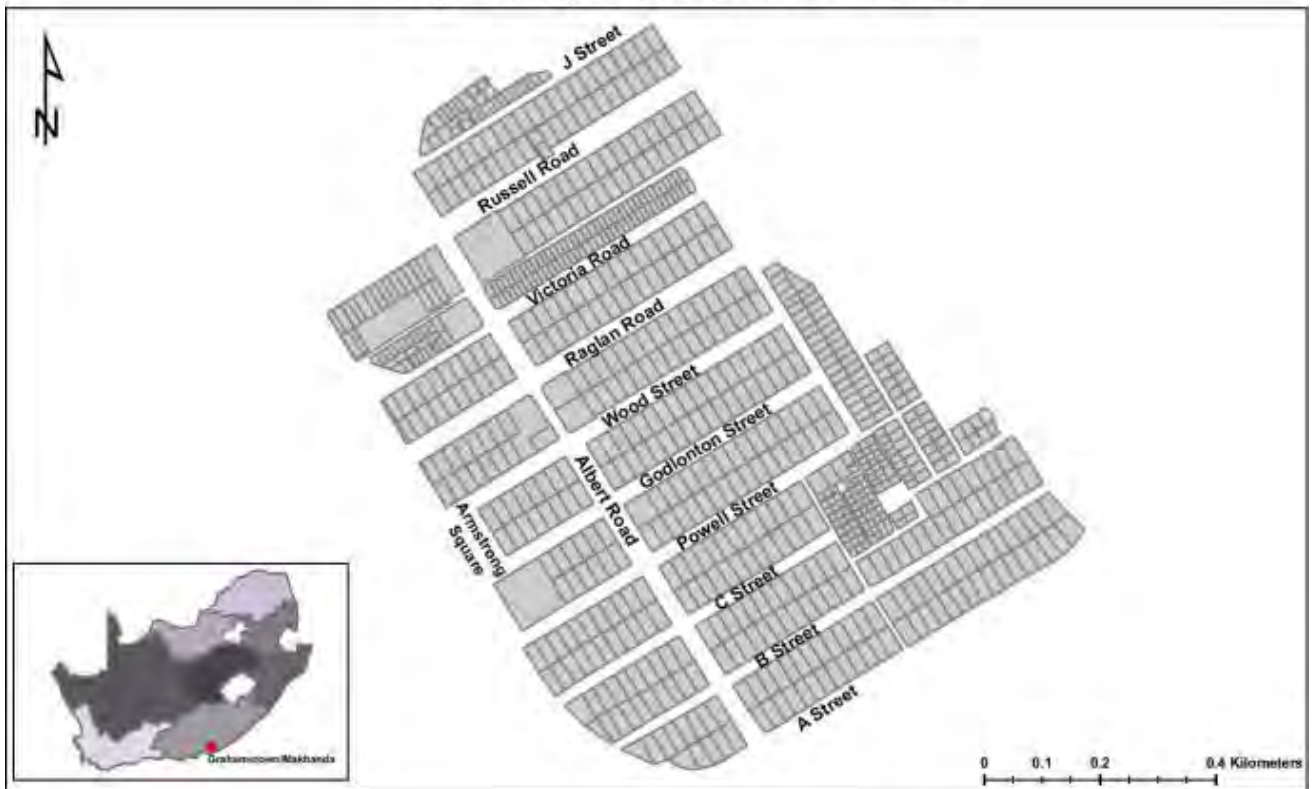 J Street
N
Russell Road
Victoria Road
Raglan Road
Wood Street
Godlonton Street
Albert Road
Armstrong
Square
Powell Street
C Street
B Street
A Street
Grahamstown/Makhanda
0 0.1 0.2 0.4 Kilometers